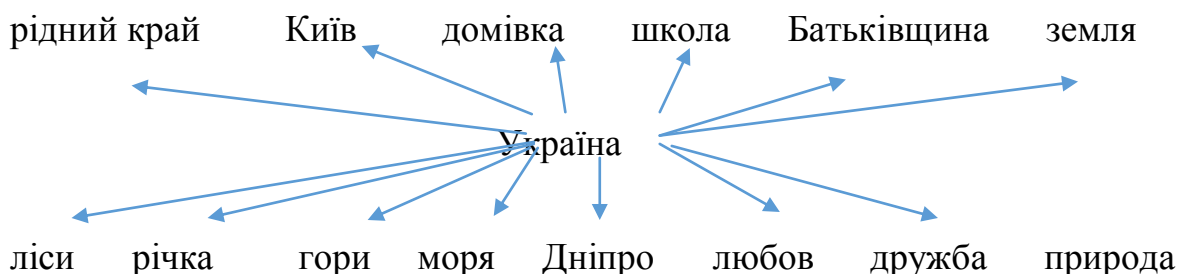 рідний край Київ домівка школа Батьківщина земля
Україна
ліси річка гори моря Дніпро любов дружба природа